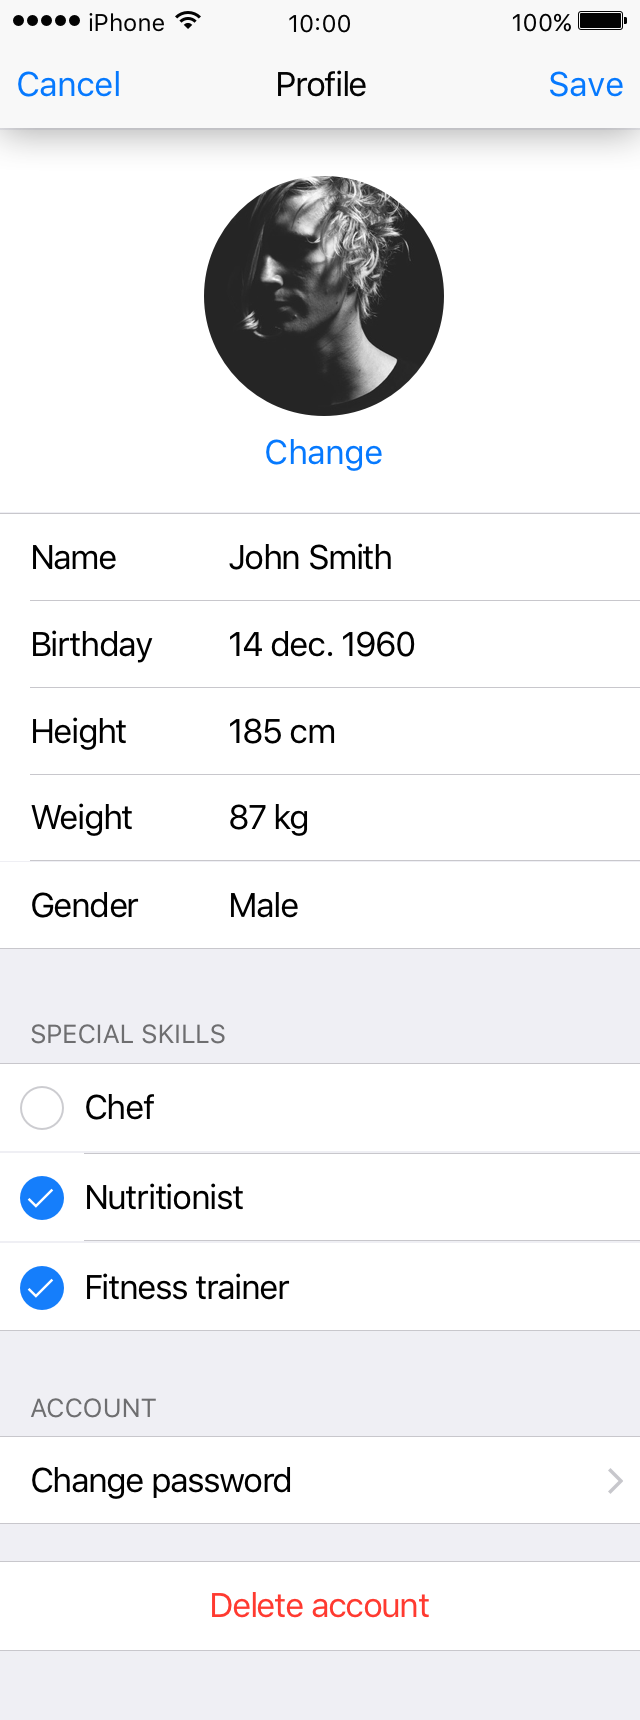 ●●●●● iPhone 10:00 100%
Cancel Profile Save
Change
Name John Smith
Birthday 14 dec. 1960
Height 185 cm
Weight 87 kg
Gender Male
SPECIAL SKILLS
Chef
Nutritionist
Fitness trainer
ACCOUNT
Change password
Delete account